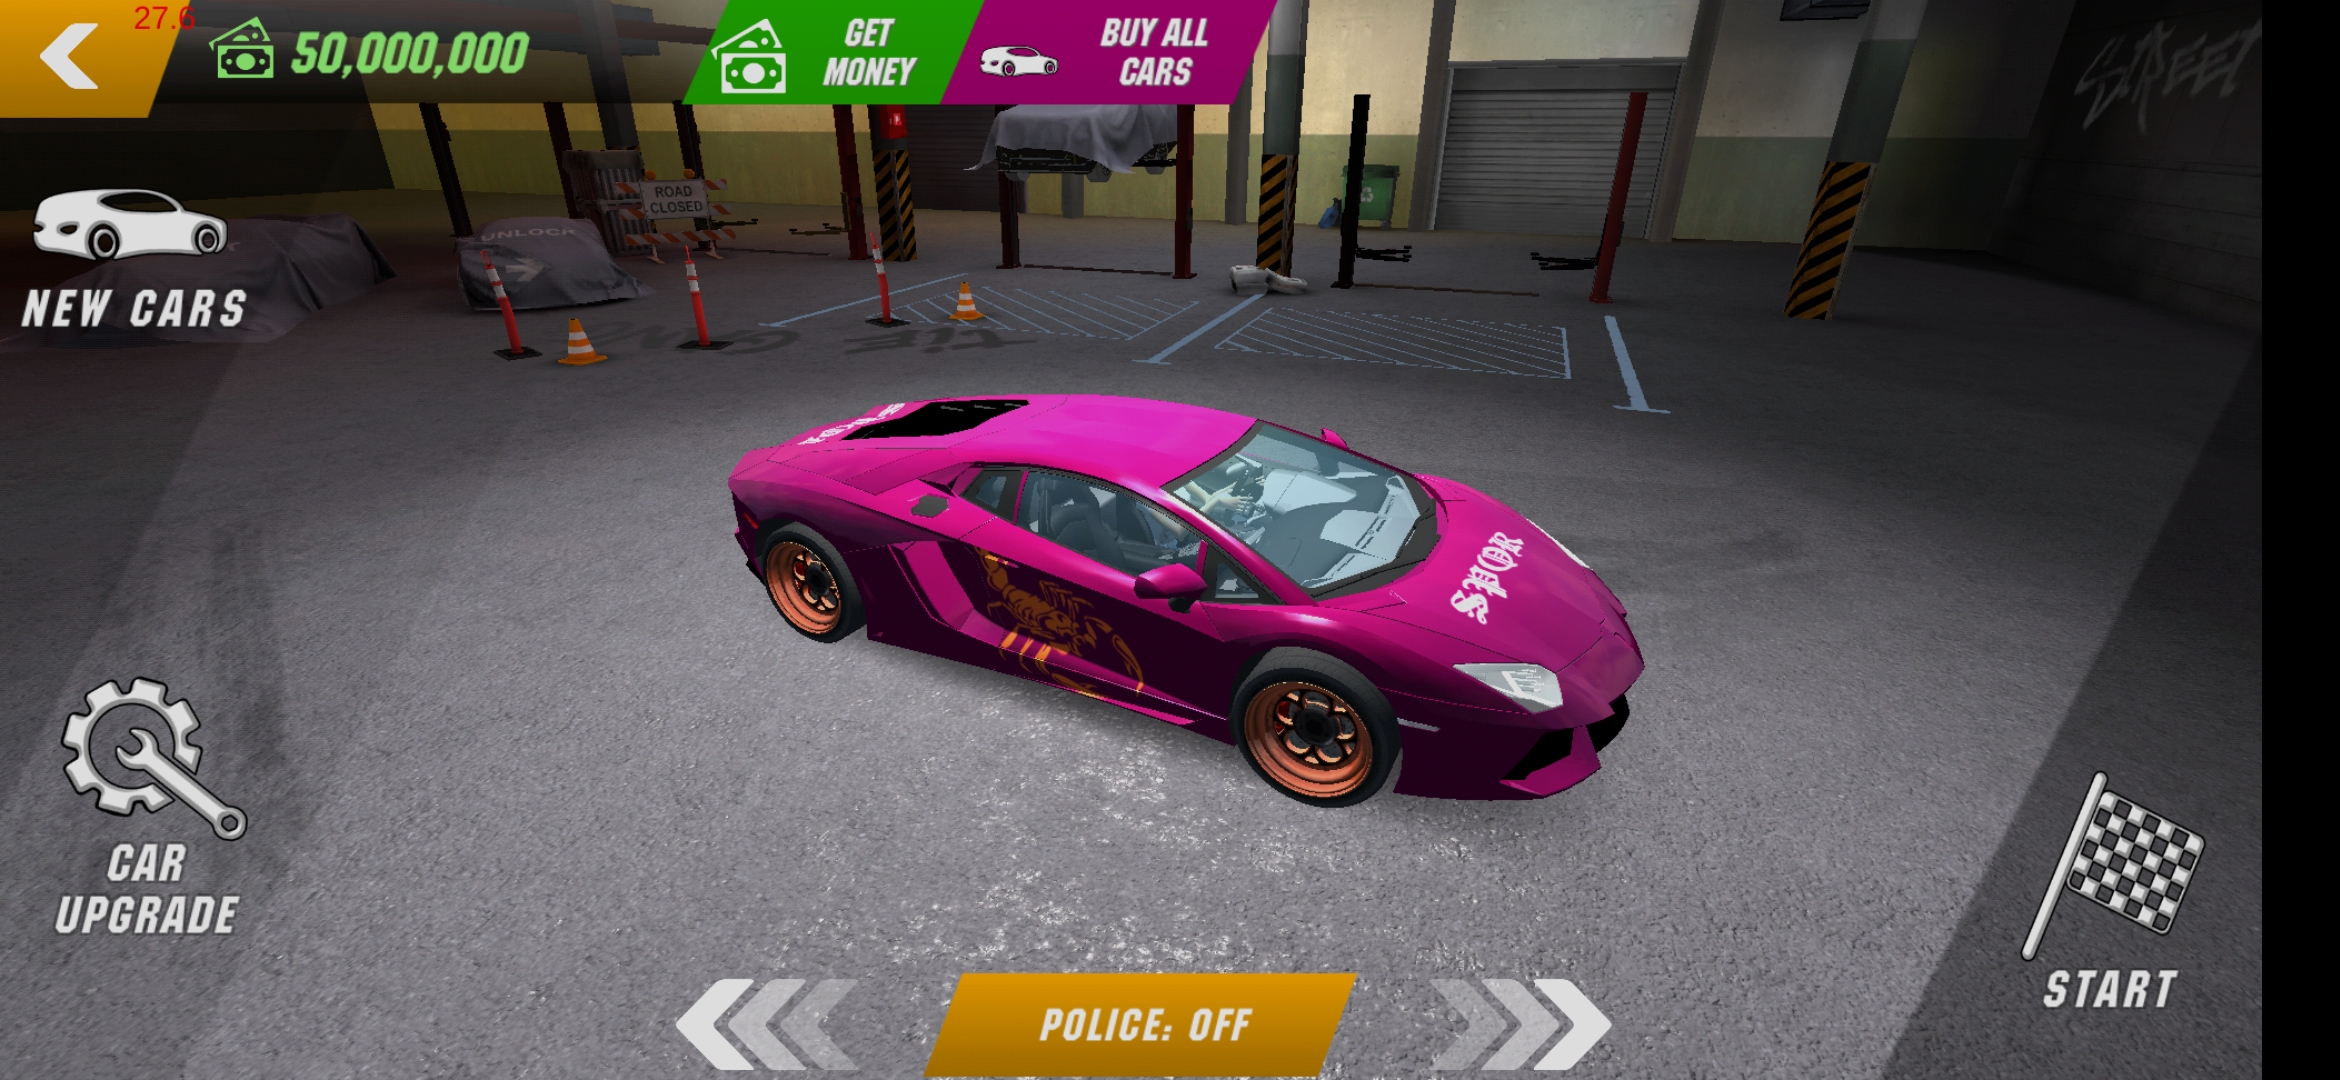 27.6
50,000,000
GET
MONEY
BUY ALL
CARS
STREET
ROAD
CLOSED
UNLOCK
NEW CARS
CAR
UPGRADE
POLICE: OFF
START